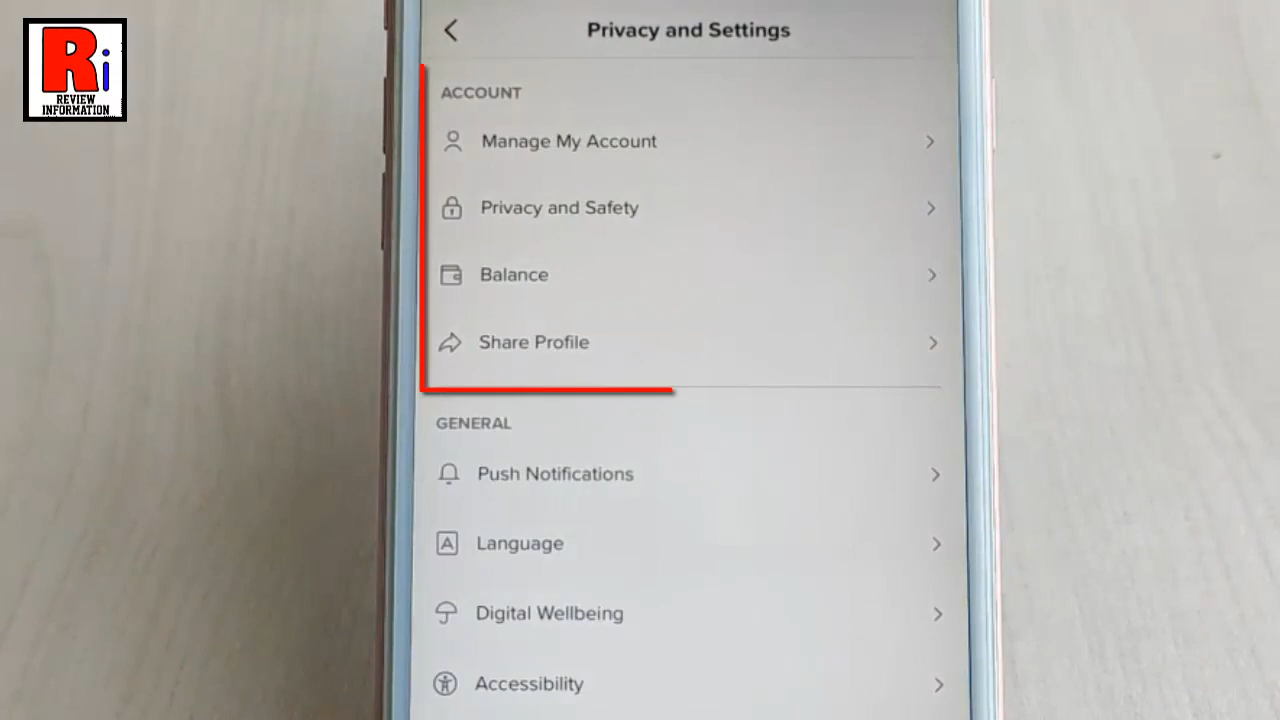 Ri
REVIEW
INFORMATION
Privacy and Settings
ACCOUNT
Manage My Account
Privacy and Safety
Balance
Share Profile
GENERAL
Push Notifications
A Language
Digital Wellbeing
Accessibility